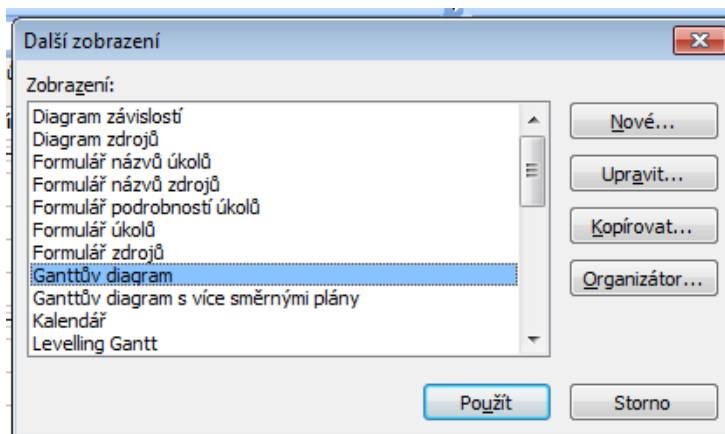 Další zobrazení
Zobrazení:
Diagram závislostí
Diagram zdrojů
Formulář názvů úkolů
Formulář názvů zdrojů
Formulář podrobností úkolů
Formulář úkolů
Formulář zdrojů
Ganttův diagram
Ganttův diagram s více směrnými plány
Kalendář
Levelling Gantt
Nové...
Upravit...
Kopírovat...
Organizátor...
Použít
Storno